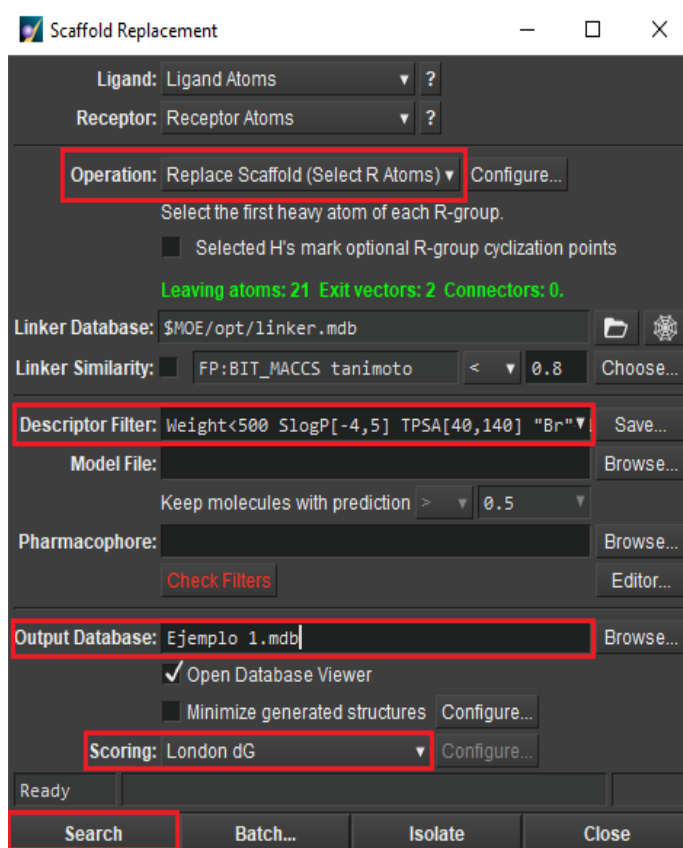 Scaffold Replacement
Ligand: Ligand Atoms ?
Receptor: Receptor Atoms ?
Operation: Replace Scaffold (Select R Atoms) Configure...
Select the first heavy atom of each R-group.
Selected H's mark optional R-group cyclization points
Leaving atoms: 21 Exit vectors: 2 Connectors: 0.
Linker Database: $MOE/opt/linker.mdb
Linker Similarity: FP:BIT_MACCS tanimoto < 0.8 Choose...
Descriptor Filter: Weight<500 SlogP[-4,5] TPSA[40,140] "Br" Save...
Model File: Browse...
Keep molecules with prediction > 0.5
Pharmacophore: Browse...
Check Filters Editor...
Output Database: Ejemplo 1.mdb Browse...
Open Database Viewer
Minimize generated structures Configure...
Scoring: London dG Configure...
Ready
Search Batch... Isolate Close